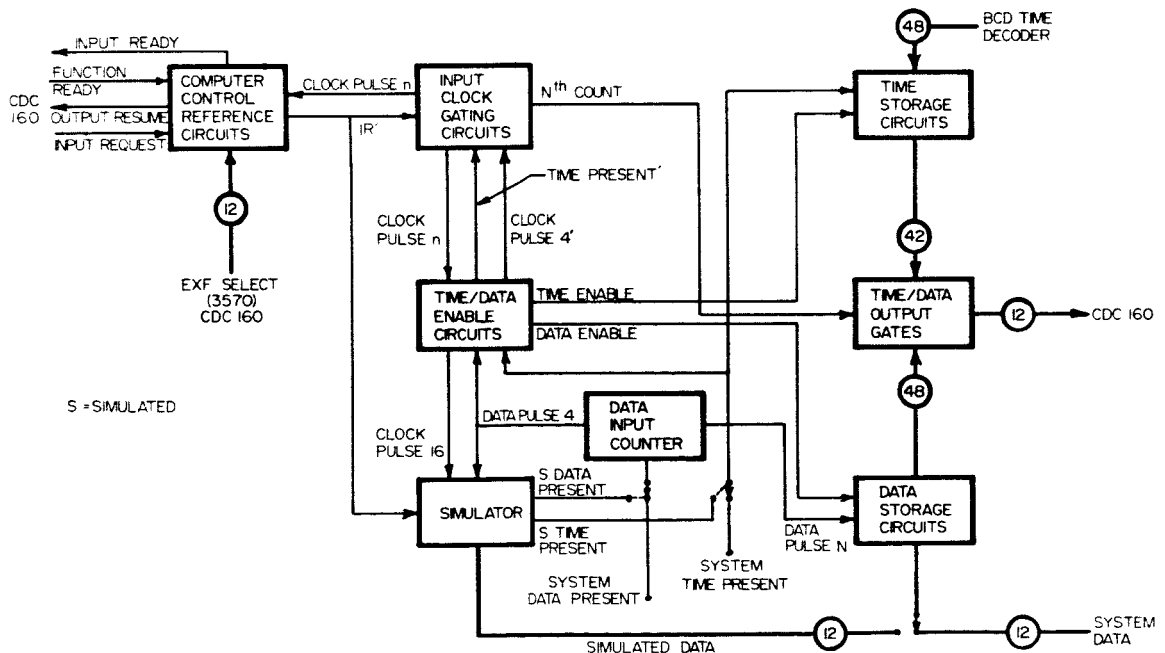 INPUT READY
FUNCTION
READY
CDC
160
OUTPUT RESUME
INPUT REQUEST
COMPUTER
CONTROL
REFERENCE
CIRCUITS
12
EXF SELECT
(3570)
CDC 160
CLOCK PULSE n
IR'
INPUT
CLOCK
GATING
CIRCUITS
Nth COUNT
TIME PRESENT'
CLOCK
PULSE n
CLOCK
PULSE 4'
48
BCD TIME
DECODER
TIME
STORAGE
CIRCUITS
42
TIME/DATA
ENABLE
CIRCUITS
TIME ENABLE
DATA ENABLE
TIME/DATA
OUTPUT
GATES
12
CDC 160
48
S = SIMULATED
CLOCK
PULSE 16
DATA PULSE 4
DATA
INPUT
COUNTER
SIMULATOR
S DATA
PRESENT
S TIME
PRESENT
DATA
STORAGE
CIRCUITS
DATA
PULSE N
SYSTEM
TIME PRESENT
SYSTEM
DATA PRESENT
SIMULATED DATA
12
12
SYSTEM
DATA